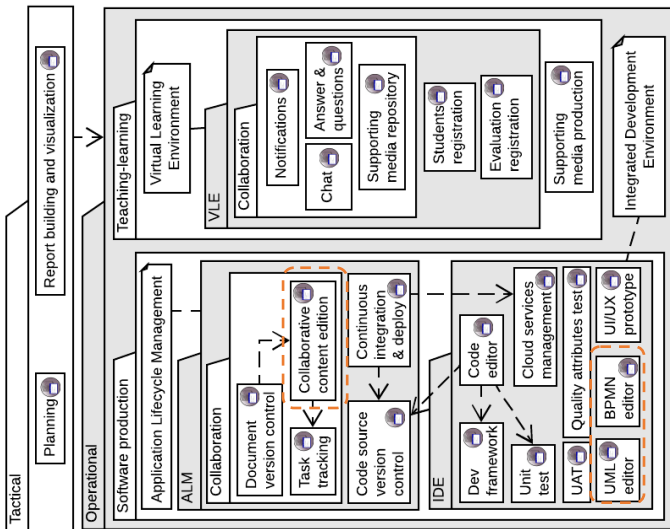 Tactical
Planning
Report building and visualization
Operational
Software production
Application Lifecycle Management
ALM
Collaboration
Document
version control
Collaborative
content edition
Task
tracking
Continuous
integration
& deploy
Code source
version
control
IDE
Code
editor
Cloud services
management
Dev
framework
Unit
test
UAT
Quality attributes test
UML
editor
BPMN
editor
UI/UX
prototype
Teaching-learning
Virtual Learning
Environment
VLE
Collaboration
Notifications
Chat
Answer &
questions
Supporting
media repository
Students
registration
Evaluation
registration
Supporting
media production
Integrated Development
Environment